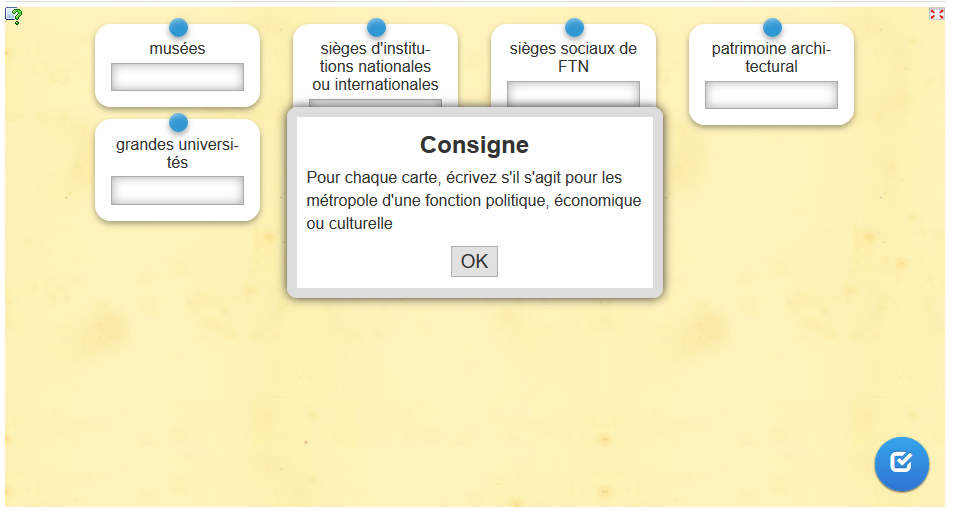 musées
sièges d'institu-
tions nationales
ou internationales
sièges sociaux de
FTN
patrimoine archi-
tectural
grandes universi-
tés
Consigne
Pour chaque carte, écrivez s'il s'agit pour les
métropole d'une fonction politique, économique
ou culturelle
OK